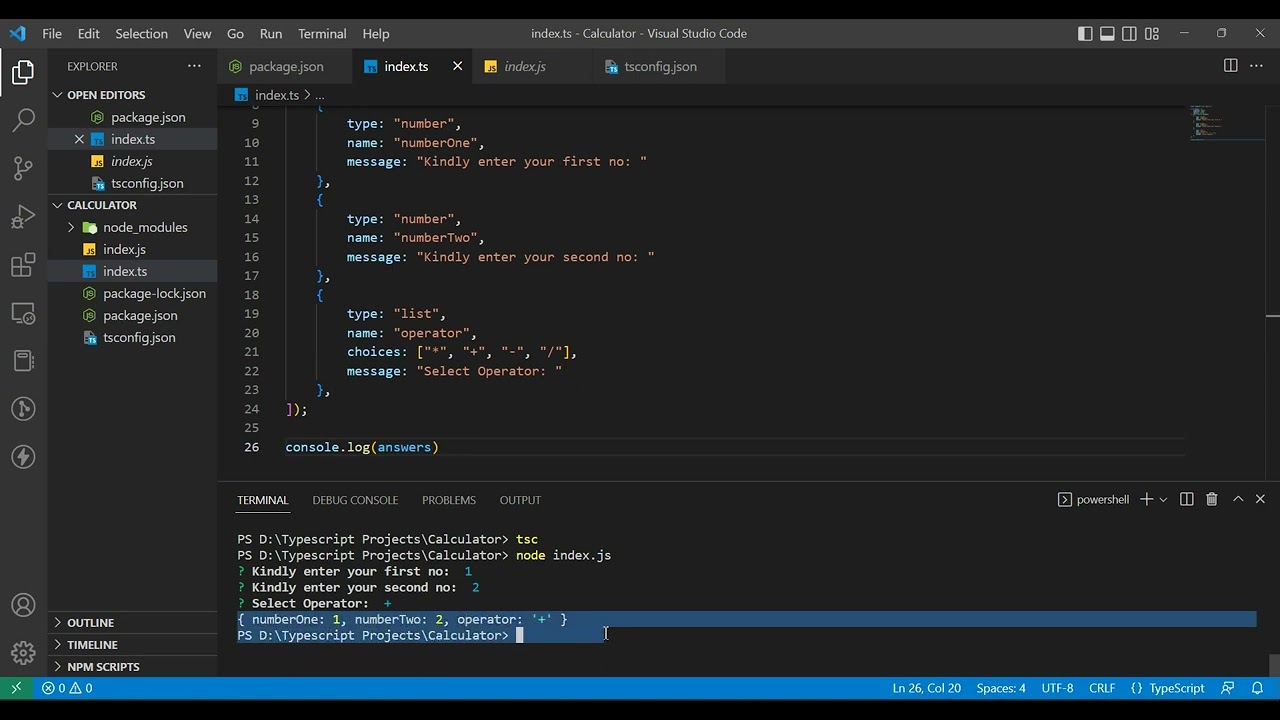 File Edit Selection View Go Run Terminal Help index.ts - Calculator - Visual Studio Code
EXPLORER ...
OPEN EDITORS
package.json
index.ts
index.js
tsconfig.json
CALCULATOR
node_modules
index.js
index.ts
package-lock.json
package.json
tsconfig.json
OUTLINE
TIMELINE
NPM SCRIPTS
package.json index.ts index.js tsconfig.json
index.ts > ...
8 {
9 type: "number",
10 name: "numberOne",
11 message: "Kindly enter your first no: "
12 },
13 {
14 type: "number",
15 name: "numberTwo",
16 message: "Kindly enter your second no: "
17 },
18 {
19 type: "list",
20 name: "operator",
21 choices: ["*", "+", "-", "/"],
22 message: "Select Operator: "
23 },
24 ]);
25
26 console.log(answers)
TERMINAL DEBUG CONSOLE PROBLEMS OUTPUT powershell
PS D:\Typescript Projects\Calculator> tsc
PS D:\Typescript Projects\Calculator> node index.js
? Kindly enter your first no: 1
? Kindly enter your second no: 2
? Select Operator: +
{ numberOne: 1, numberTwo: 2, operator: '+' }
PS D:\Typescript Projects\Calculator>
0 0 Ln 26, Col 20 Spaces: 4 UTF-8 CRLF {} TypeScript